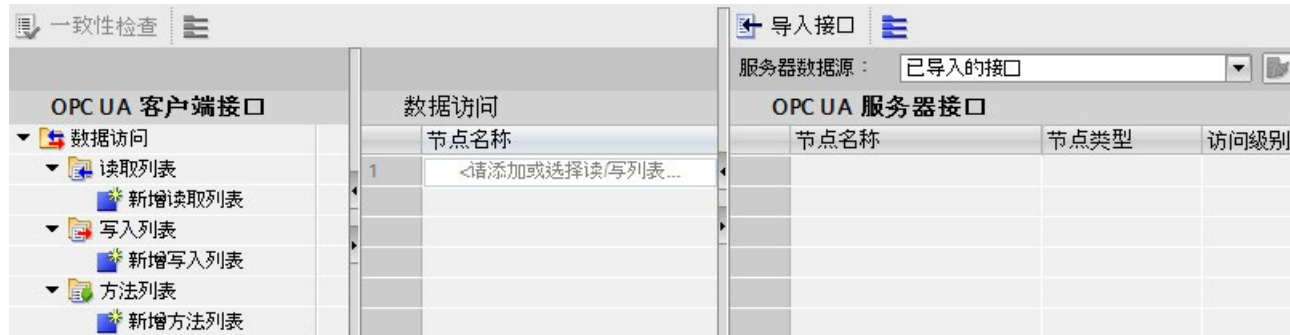 一致性检查
导入接口
服务器数据源： 已导入的接口
OPC UA 客户端接口 数据访问 OPC UA 服务器接口
数据访问 节点名称 节点名称 节点类型 访问级别
读取列表 1 <请添加或选择读/写列表...
新增读取列表
写入列表
新增写入列表
方法列表
新增方法列表